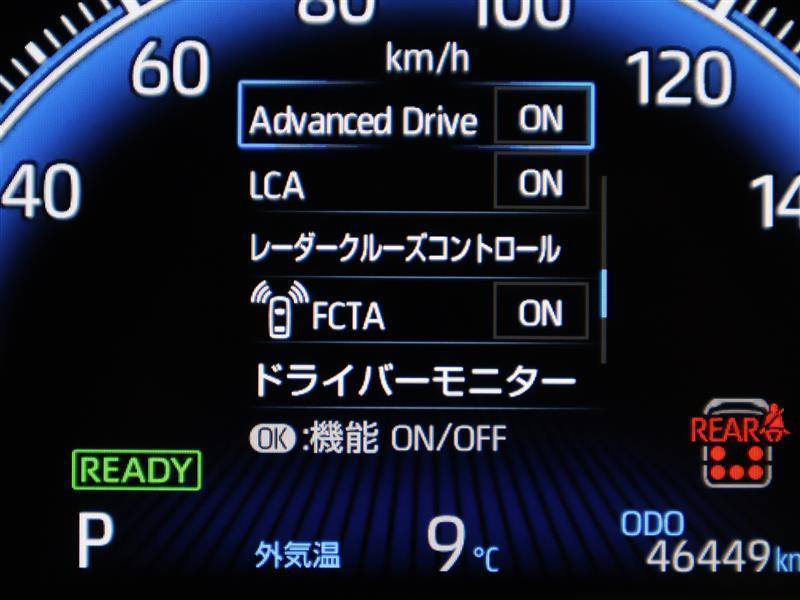 80 100
km/h
60 120
Advanced Drive ON
40 LCA ON 14
レーダークルーズコントロール
FCTA ON
ドライバーモニター
OK :機能 ON/OFF
REAR
READY
P 外気温 9℃ ODO
46449km